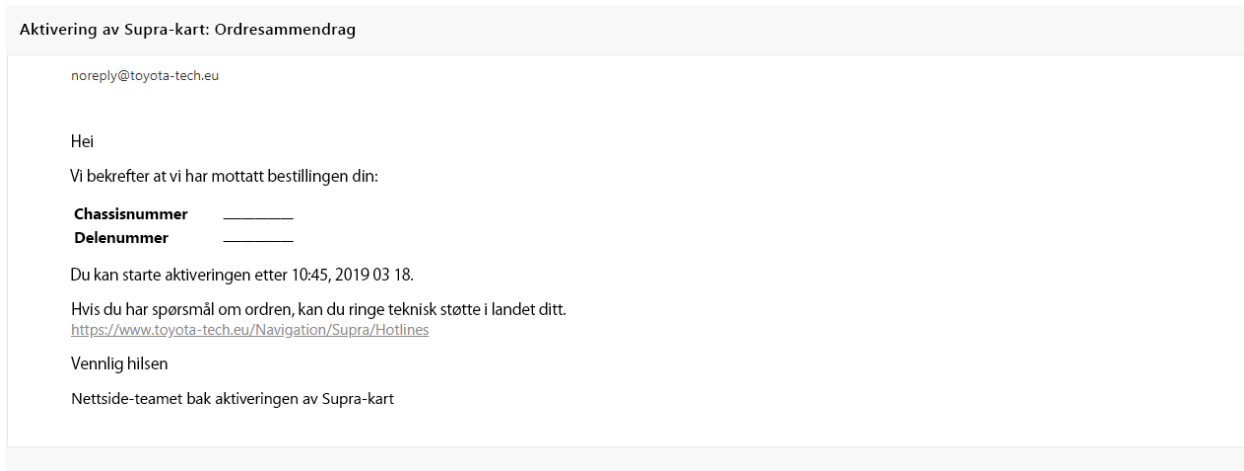 Aktivering av Supra-kart: Ordresammendrag
noreply@toyota-tech.eu
Hei
Vi bekrefter at vi har mottatt bestillingen din:
Chassisnummer __________
Delenummer __________
Du kan starte aktiveringen etter 10:45, 2019 03 18.
Hvis du har spørsmål om ordren, kan du ringe teknisk støtte i landet ditt.
https://www.toyota-tech.eu/Navigation/Supra/Hotlines
Vennlig hilsen
Nettside-teamet bak aktiveringen av Supra-kart